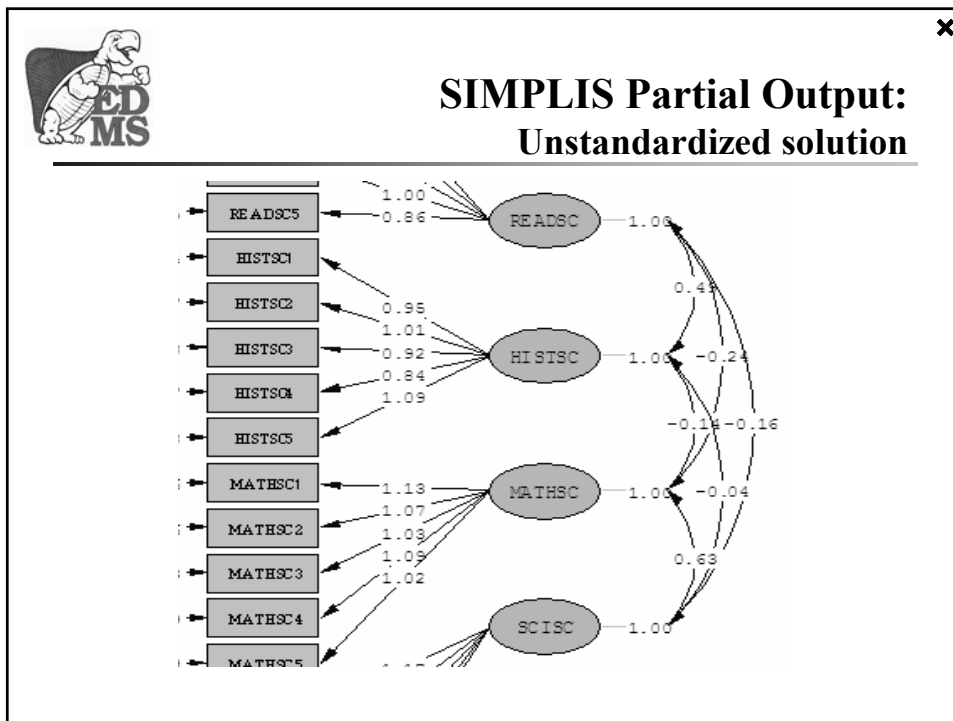 ED
MS
SIMPLIS Partial Output:
Unstandardized solution
1.00
READSC5
0.86
READSC
1.00
HISTSC1
HISTSC2
0.95
1.01
HISTSC3
0.92
HISTSC
1.00
-0.24
0.84
HISTSC4
1.09
HISTSC5
-0.14
-0.16
MATHSC1
1.13
MATHSC
1.00
-0.04
MATHSC2
1.07
1.03
MATHSC3
1.09
0.63
1.02
MATHSC4
SCISC
1.00
MATHSC5